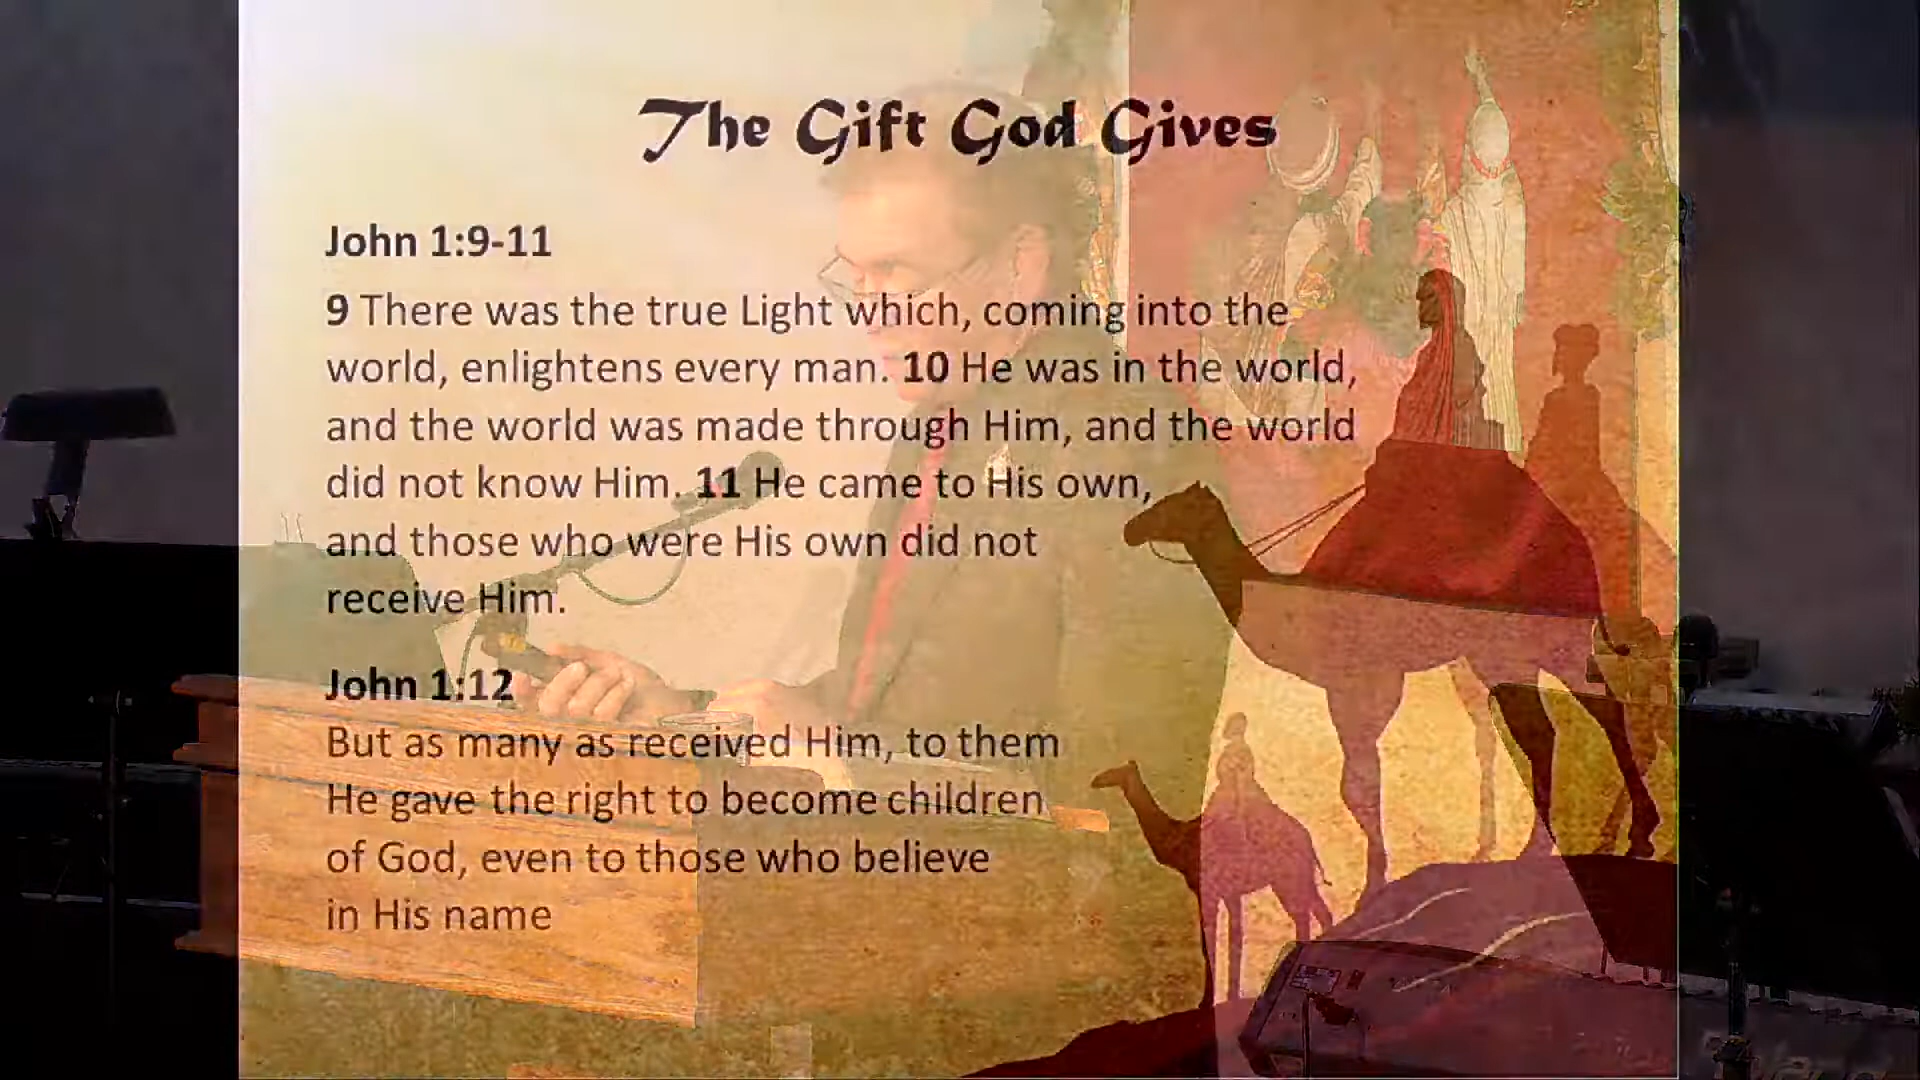 The Gift God Gives
John 1:9-11
9 There was the true Light which, coming into the
world, enlightens every man. 10 He was in the world,
and the world was made through Him, and the world
did not know Him. 11 He came to His own,
and those who were His own did not
receive Him.
John 1:12
But as many as received Him, to them
He gave the right to become children
of God, even to those who believe
in His name